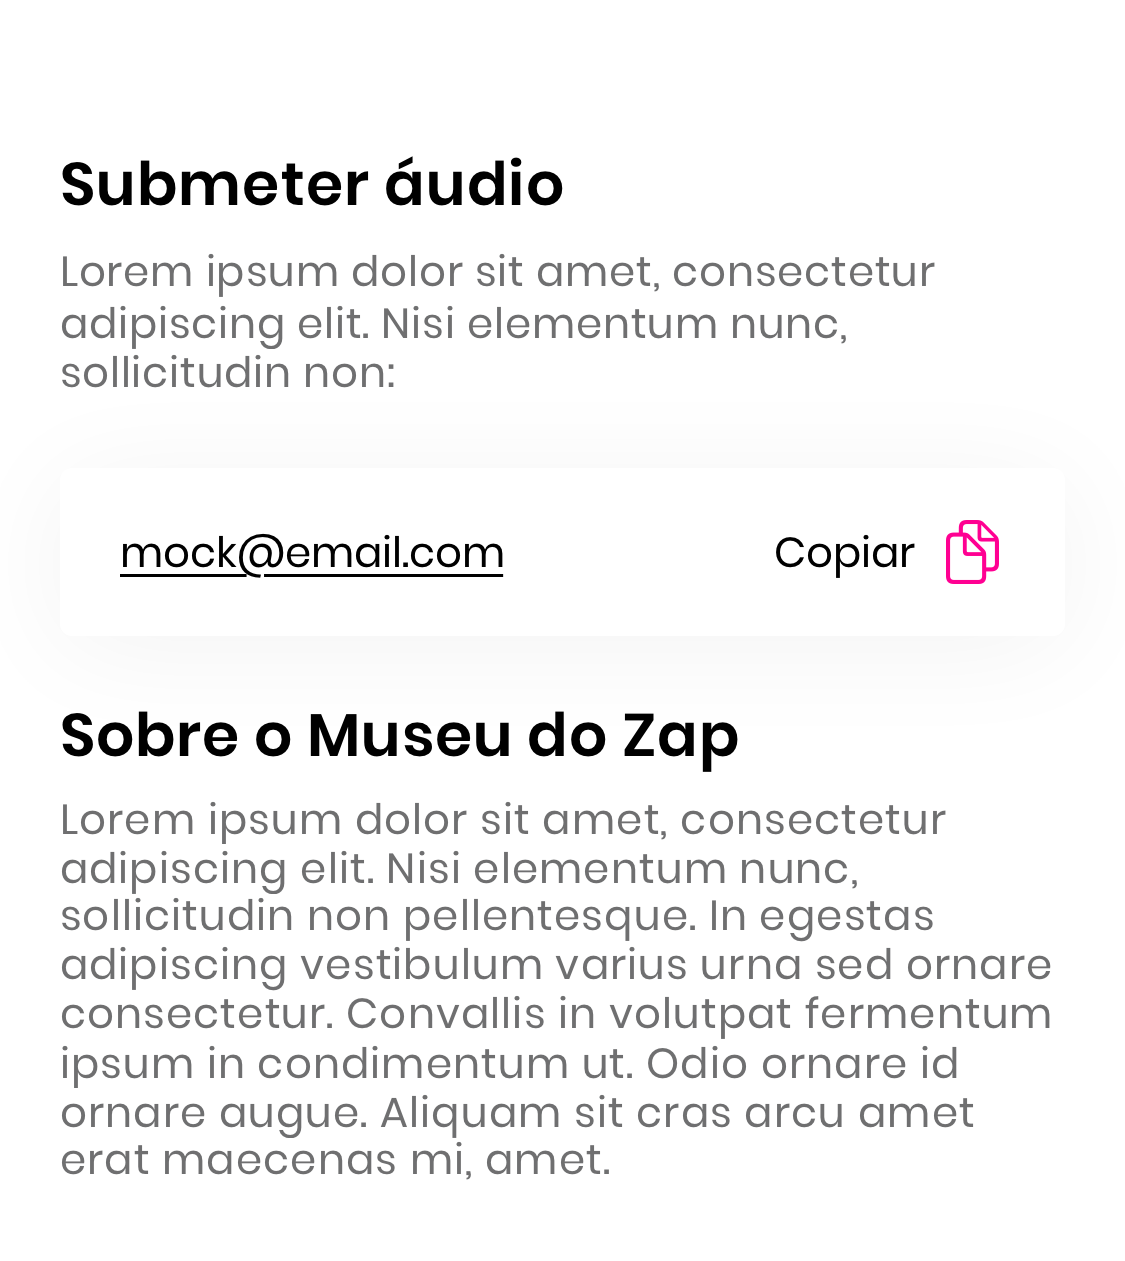 Submeter áudio
Lorem ipsum dolor sit amet, consectetur
adipiscing elit. Nisi elementum nunc,
sollicitudin non:
mock@email.com Copiar
Sobre o Museu do Zap
Lorem ipsum dolor sit amet, consectetur
adipiscing elit. Nisi elementum nunc,
sollicitudin non pellentesque. In egestas
adipiscing vestibulum varius urna sed ornare
consectetur. Convallis in volutpat fermentum
ipsum in condimentum ut. Odio ornare id
ornare augue. Aliquam sit cras arcu amet
erat maecenas mi, amet.